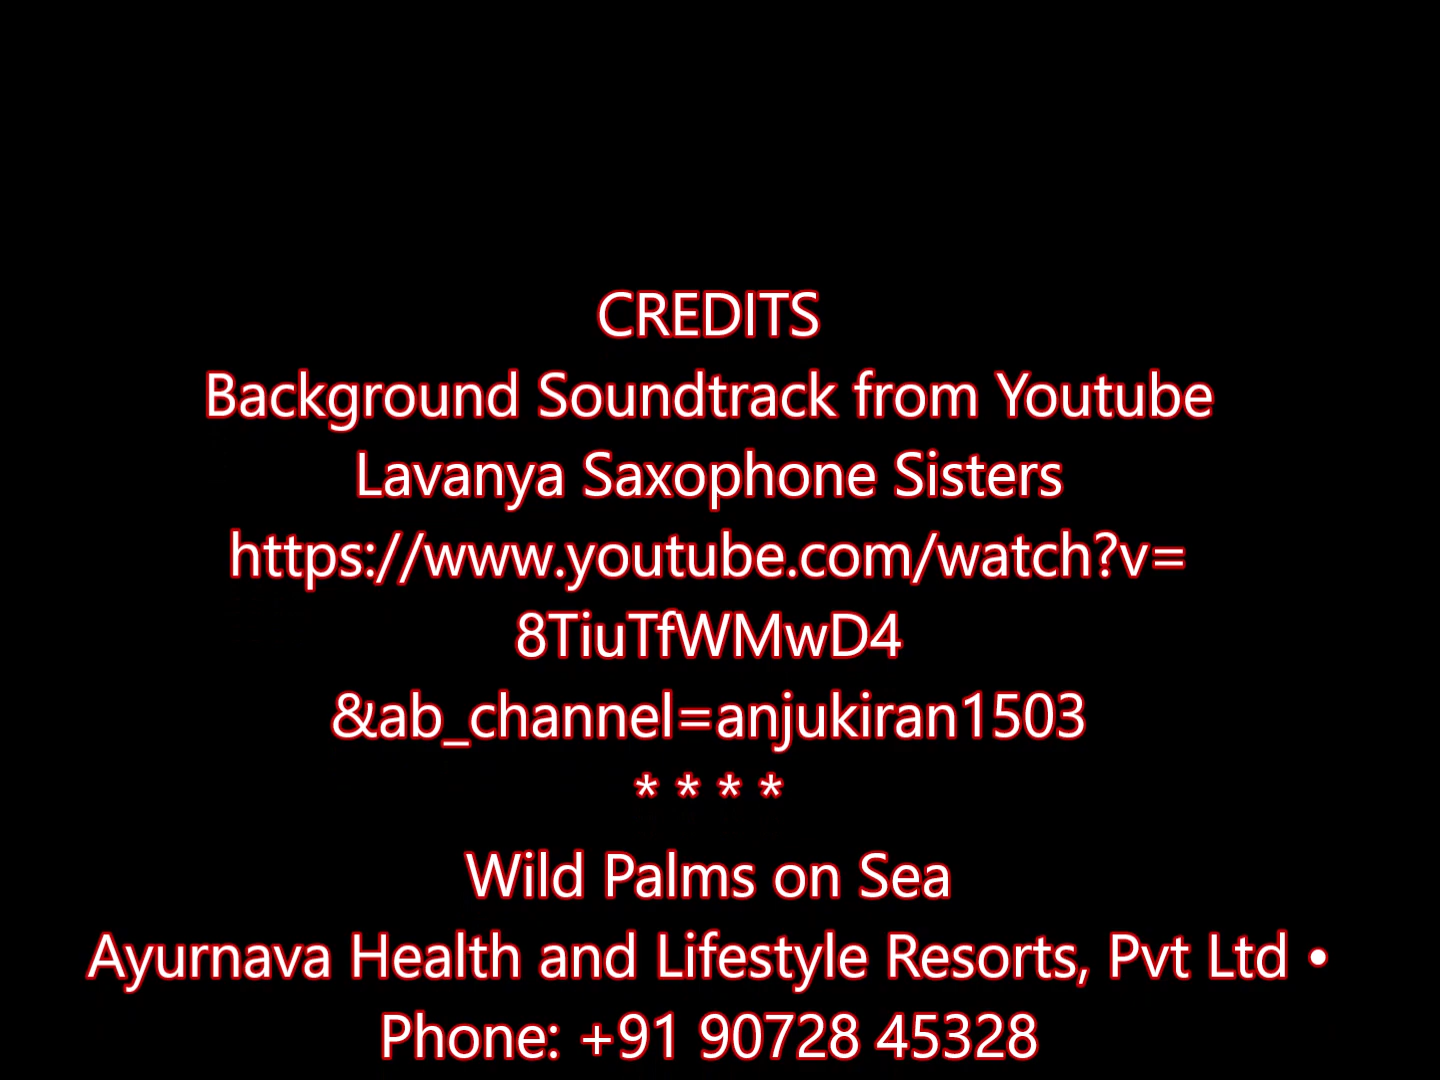 CREDITS
Background Soundtrack from Youtube
Lavanya Saxophone Sisters
https://www.youtube.com/watch?v=
8TiuTfWMwD4
&ab_channel=anjukiran1503
* * * *
Wild Palms on Sea
Ayurnava Health and Lifestyle Resorts, Pvt Ltd •
Phone: +91 90728 45328